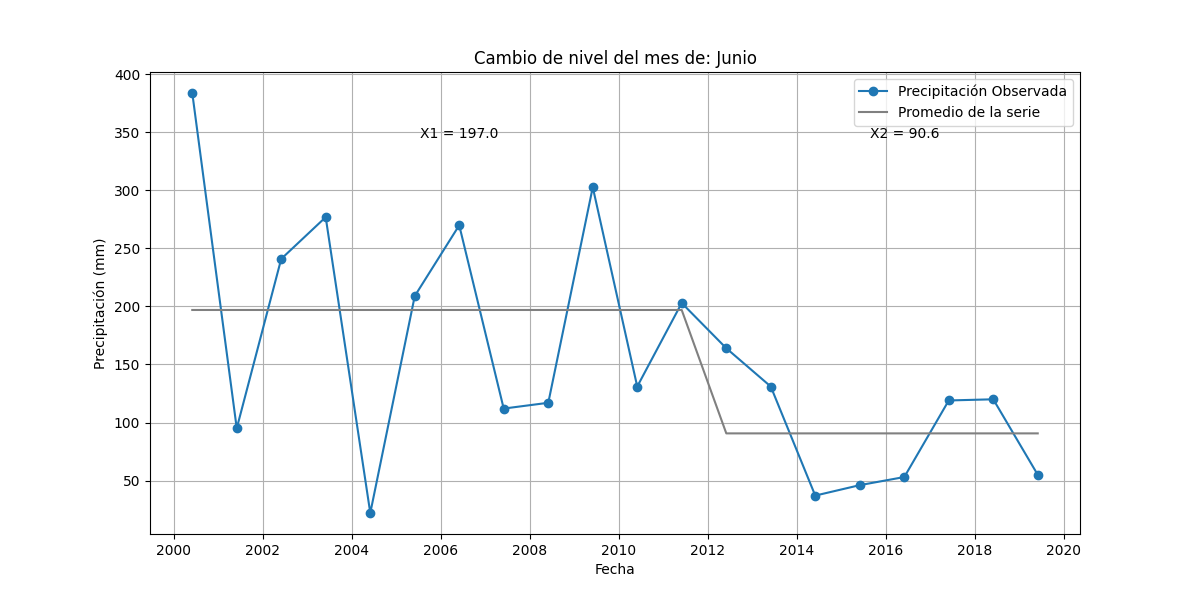 Cambio de nivel del mes de: Junio
Precipitación Observada
Promedio de la serie
X1 = 197.0
X2 = 90.6
Precipitación (mm)
400
350
300
250
200
150
100
50
2000 2002 2004 2006 2008 2010 2012 2014 2016 2018 2020
Fecha